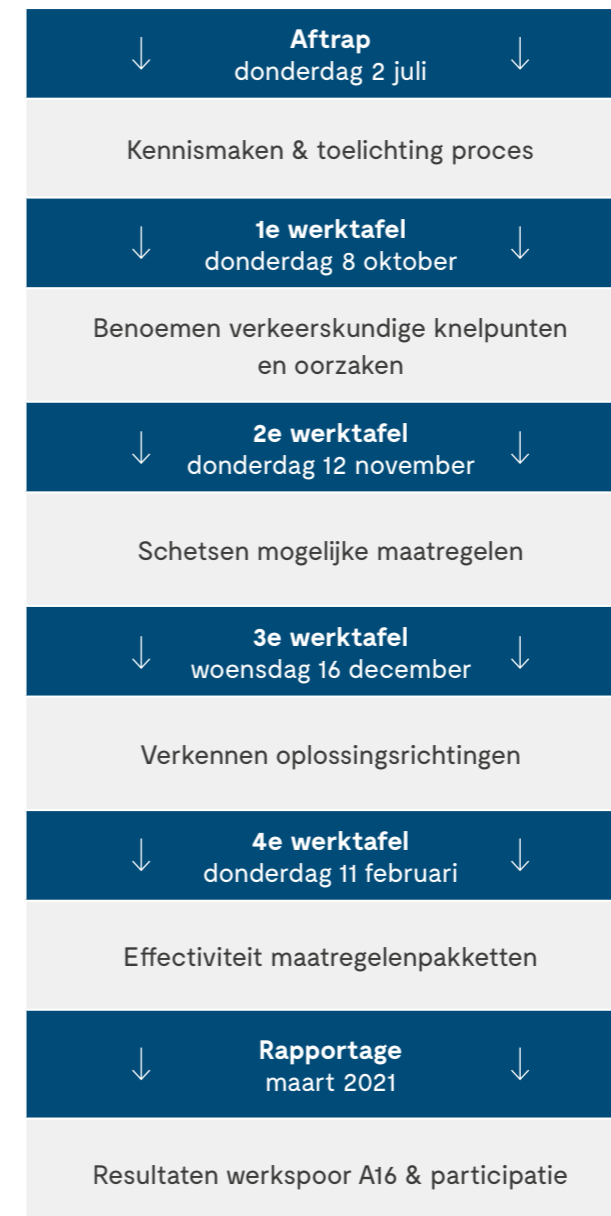 Aftrap
donderdag 2 juli
Kennismaken & toelichting proces
1e werktafel
donderdag 8 oktober
Benoemen verkeerskundige knelpunten
en oorzaken
2e werktafel
donderdag 12 november
Schetsen mogelijke maatregelen
3e werktafel
woensdag 16 december
Verkennen oplossingsrichtingen
4e werktafel
donderdag 11 februari
Effectiviteit maatregelenpakketten
Rapportage
maart 2021
Resultaten werkspoor A16 & participatie